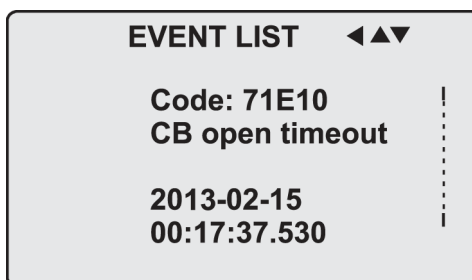 EVENT LIST ◀▲▼
Code: 71E10
CB open timeout
2013-02-15
00:17:37.530